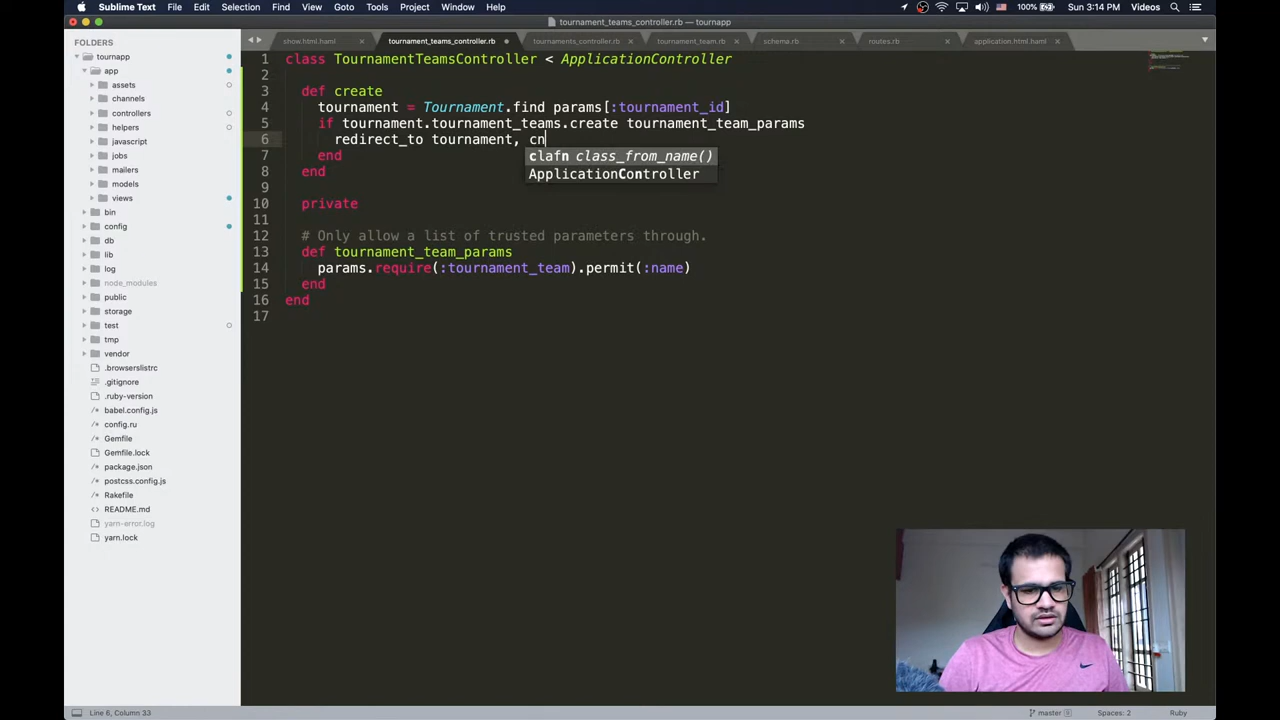 Sublime Text File Edit Selection Find View Goto Tools Project Window Help 100% Sun 3:14 PM Videos
tournament_teams_controller.rb — tournapp
FOLDERS
tournapp
app
assets
channels
controllers
helpers
javascript
jobs
mailers
models
views
bin
config
db
lib
log
node_modules
public
storage
test
tmp
vendor
.browserslistrc
.gitignore
.ruby-version
babel.config.js
config.ru
Gemfile
Gemfile.lock
package.json
postcss.config.js
Rakefile
README.md
yarn-error.log
yarn.lock
show.html.haml tournament_teams_controller.rb tournaments_controller.rb tournament_team.rb schema.rb routes.rb application.html.haml
1 class TournamentTeamsController < ApplicationController
2
3 def create
4 tournament = Tournament.find params[:tournament_id]
5 if tournament.tournament_teams.create tournament_team_params
6 redirect_to tournament, cn
clafn class_from_name()
7 end
ApplicationController
8 end
9
10 private
11
12 # Only allow a list of trusted parameters through.
13 def tournament_team_params
14 params.require(:tournament_team).permit(:name)
15 end
16 end
17
Line 6, Column 33 master 5 Spaces: 2 Ruby